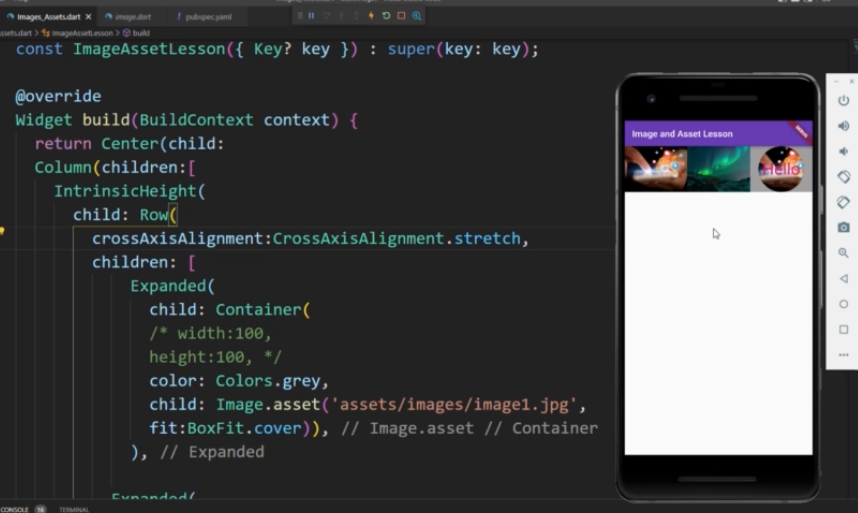 Images_Assets.dart
image.dart
! pubspec.yaml
ssets.dart > ImageAssetLesson > build
const ImageAssetLesson({ Key? key }) : super(key: key);
@override
Widget build(BuildContext context) {
return Center(child:
Column(children:[
IntrinsicHeight(
child: Row(
crossAxisAlignment:CrossAxisAlignment.stretch,
children: [
Expanded(
child: Container(
/* width:100,
height:100, */
color: Colors.grey,
child: Image.asset('assets/images/image1.jpg',
fit:BoxFit.cover)), // Image.asset // Container
), // Expanded
Expanded(
CONSOLE 16 TERMINAL
Image and Asset Lesson
Hello